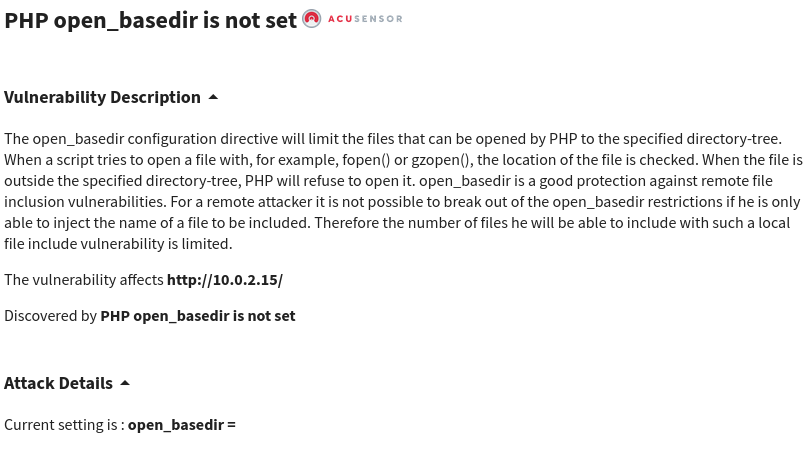 PHP open_basedir is not set ACUSENSOR
Vulnerability Description
The open_basedir configuration directive will limit the files that can be opened by PHP to the specified directory-tree.
When a script tries to open a file with, for example, fopen() or gzopen(), the location of the file is checked. When the file is
outside the specified directory-tree, PHP will refuse to open it. open_basedir is a good protection against remote file
inclusion vulnerabilities. For a remote attacker it is not possible to break out of the open_basedir restrictions if he is only
able to inject the name of a file to be included. Therefore the number of files he will be able to include with such a local
file include vulnerability is limited.
The vulnerability affects http://10.0.2.15/
Discovered by PHP open_basedir is not set
Attack Details
Current setting is : open_basedir =